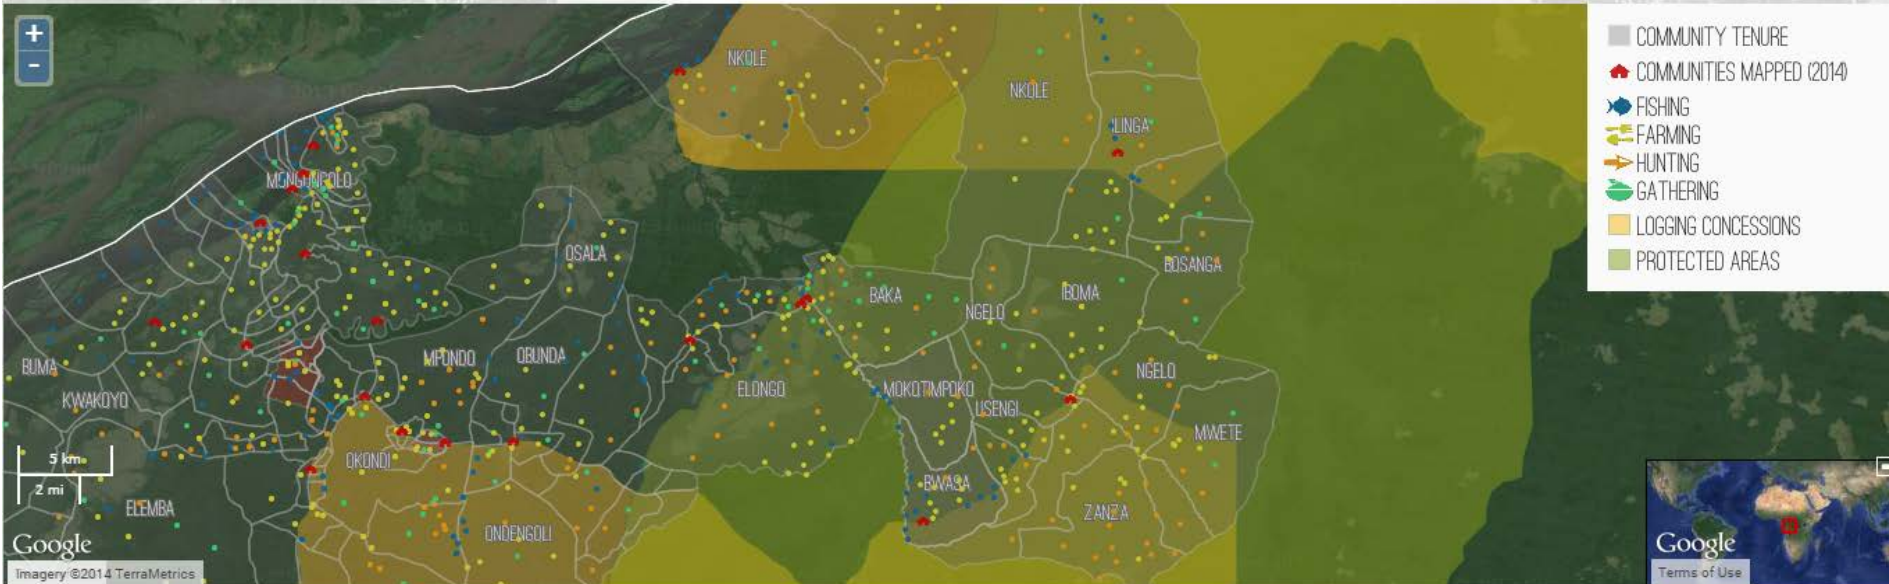 +
-
NKOLE
NKOLE
ILINGA
OSALA
BOSANGA
BAKA
IBOMA
NGELO
MPONDO
OBUNDA
BUMA
KWAKOYO
ELONGO
MOKOTIMPOKO
USENGI
NGELO
MWETE
OKONDI
BWASA
ZANZA
ELEMBA
ONDENGOLI
5 km
2 mi
Google
Imagery ©2014 TerraMetrics
COMMUNITY TENURE
COMMUNITIES MAPPED (2014)
FISHING
FARMING
HUNTING
GATHERING
LOGGING CONCESSIONS
PROTECTED AREAS
Google
Terms of Use